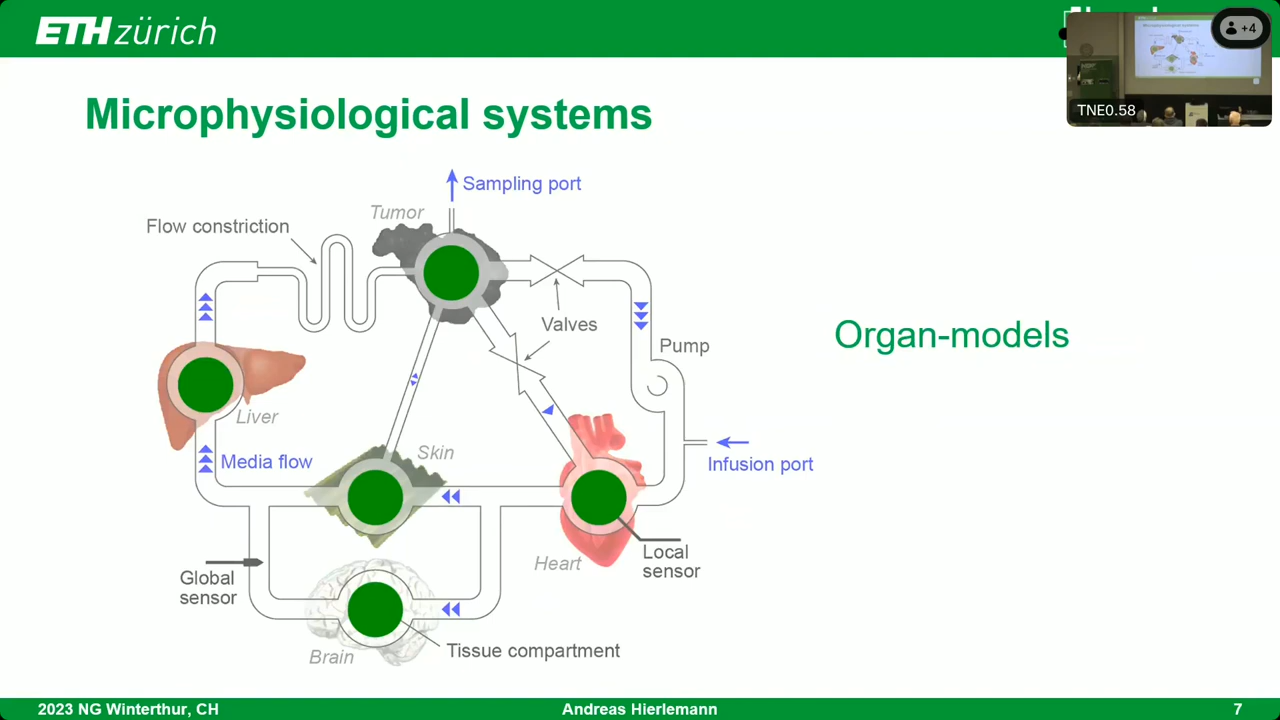 ETH zürich
+4
TNE0.58
Microphysiological systems
Sampling port
Tumor
Flow constriction
Valves
Pump
Organ-models
Liver
Skin
Media flow
Infusion port
Heart
Local
sensor
Global
sensor
Brain
Tissue compartment
2023 NG Winterthur, CH
Andreas Hierlemann
7